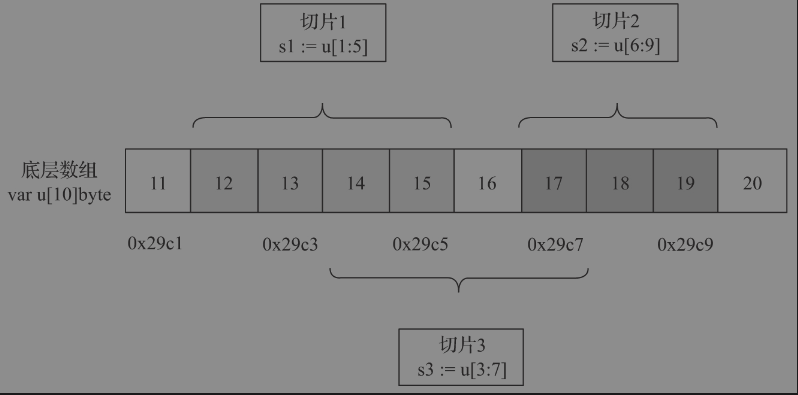 切片1
s1 := u[1:5]
切片2
s2 := u[6:9]
底层数组
var u[10]byte
11 12 13 14 15 16 17 18 19 20
0x29c1 0x29c3 0x29c5 0x29c7 0x29c9
切片3
s3 := u[3:7]